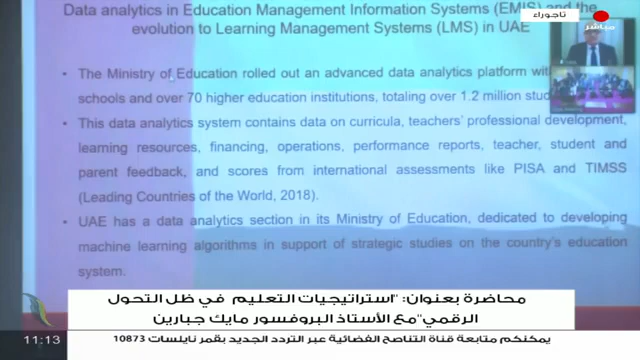 Data analytics in Education Management Information Systems (EMIS) and the
evolution to Learning Management Systems (LMS) in UAE
تاجوراء
مباشر
The Ministry of Education rolled out an advanced data analytics platform
schools and over 70 higher education institutions, totaling over 1.2 million
This data analytics system contains data on curricula, teachers' professional development,
learning resources, financing, operations, performance reports, teacher, student and
parent feedback, and scores from international assessments like PISA and TIMSS
(Leading Countries of the World, 2018).
UAE has a data analytics section in its Ministry of Education, dedicated to developing
machine learning algorithms in support of strategic studies on the country's education
system.
محاضرة بعنوان: "استراتيجيات التعليم في ظل التحول
الرقمي" مع الأستاذ البروفسور مايك جبارين
11:13 يمكنكم متابعة قناة التناصح الفضائية عبر التردد الجديد بقمر نايلسات 10873